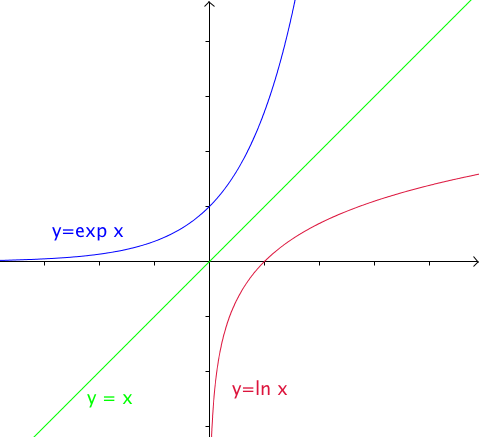 y=exp x
y=ln x
y = x